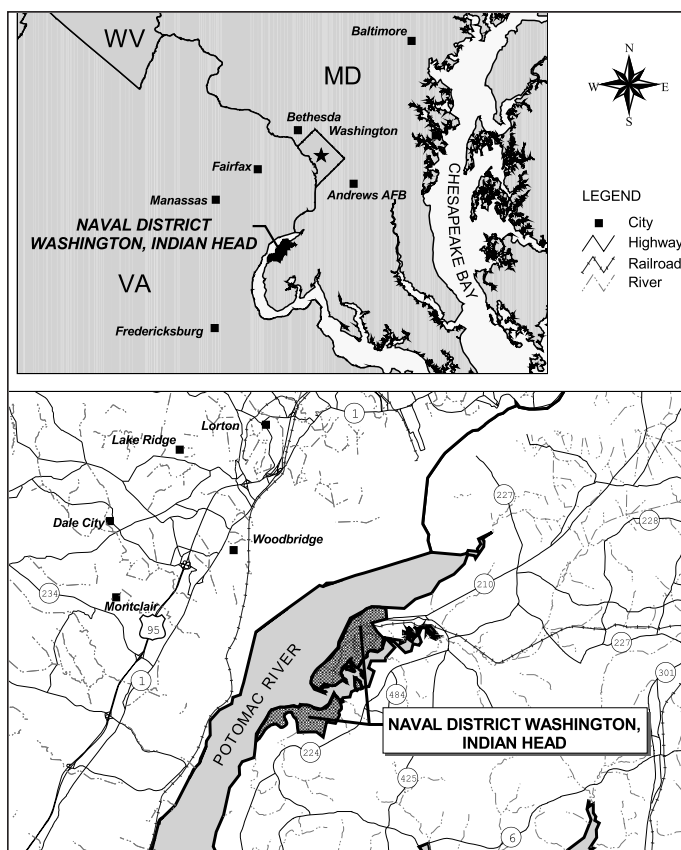 WV
Baltimore
MD
Bethesda
Washington
Fairfax
Andrews AFB
Manassas
CHESAPEAKE BAY
NAVAL DISTRICT
WASHINGTON, INDIAN HEAD
VA
Fredericksburg
N
W
E
S
LEGEND
City
Highway
Railroad
River
1
Lorton
Lake Ridge
227
228
Dale City
Woodbridge
210
234
Montclair
95
227
1
301
POTOMAC RIVER
484
NAVAL DISTRICT WASHINGTON,
INDIAN HEAD
224
425
6